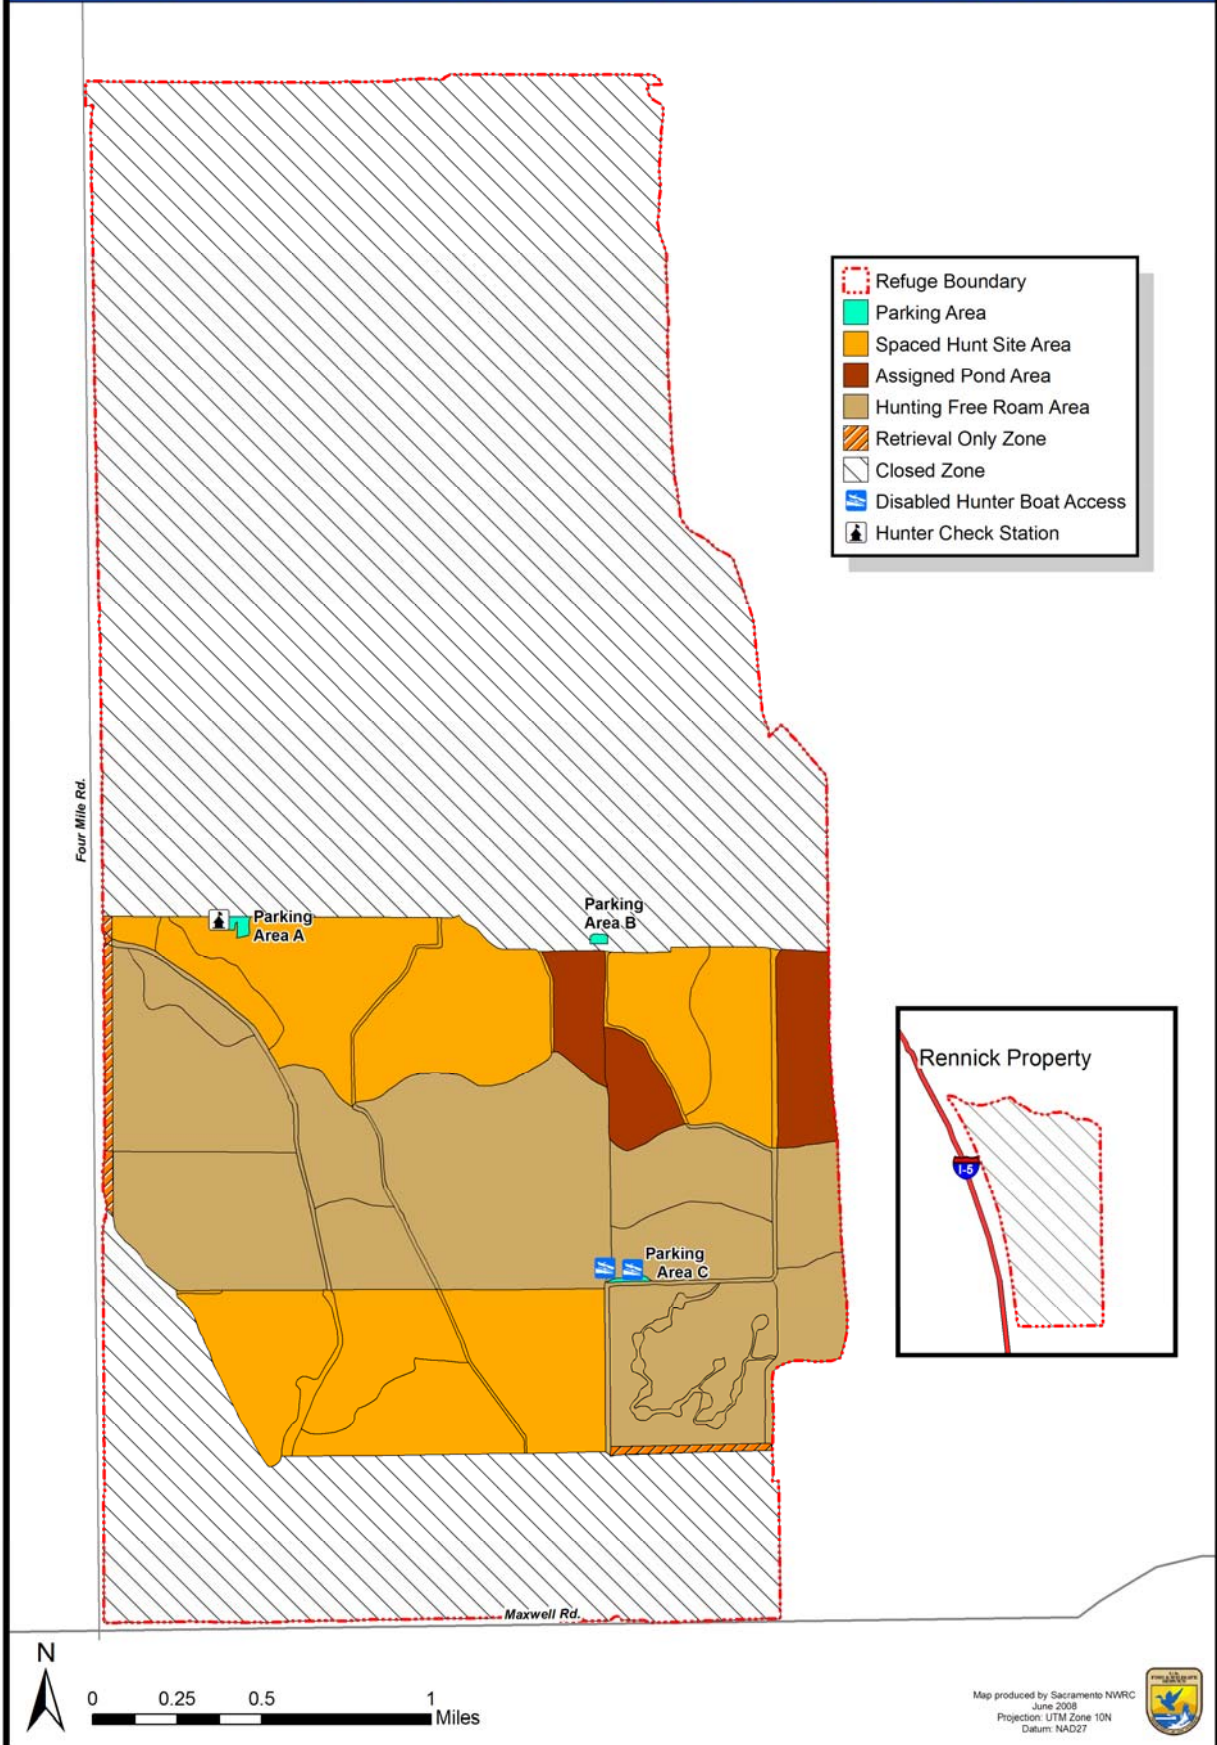 Refuge Boundary
Parking Area
Spaced Hunt Site Area
Assigned Pond Area
Hunting Free Roam Area
Retrieval Only Zone
Closed Zone
Disabled Hunter Boat Access
Hunter Check Station
Four Mile Rd.
Parking
Area A
Parking
Area B
Rennick Property
I-5
Parking
Area C
Maxwell Rd.
N
0 0.25 0.5 1
Miles
Map produced by Sacramento NWRC
June 2008
Projection: UTM Zone 10N
Datum: NAD27
U.S.
FISH & WILDLIFE
SERVICE